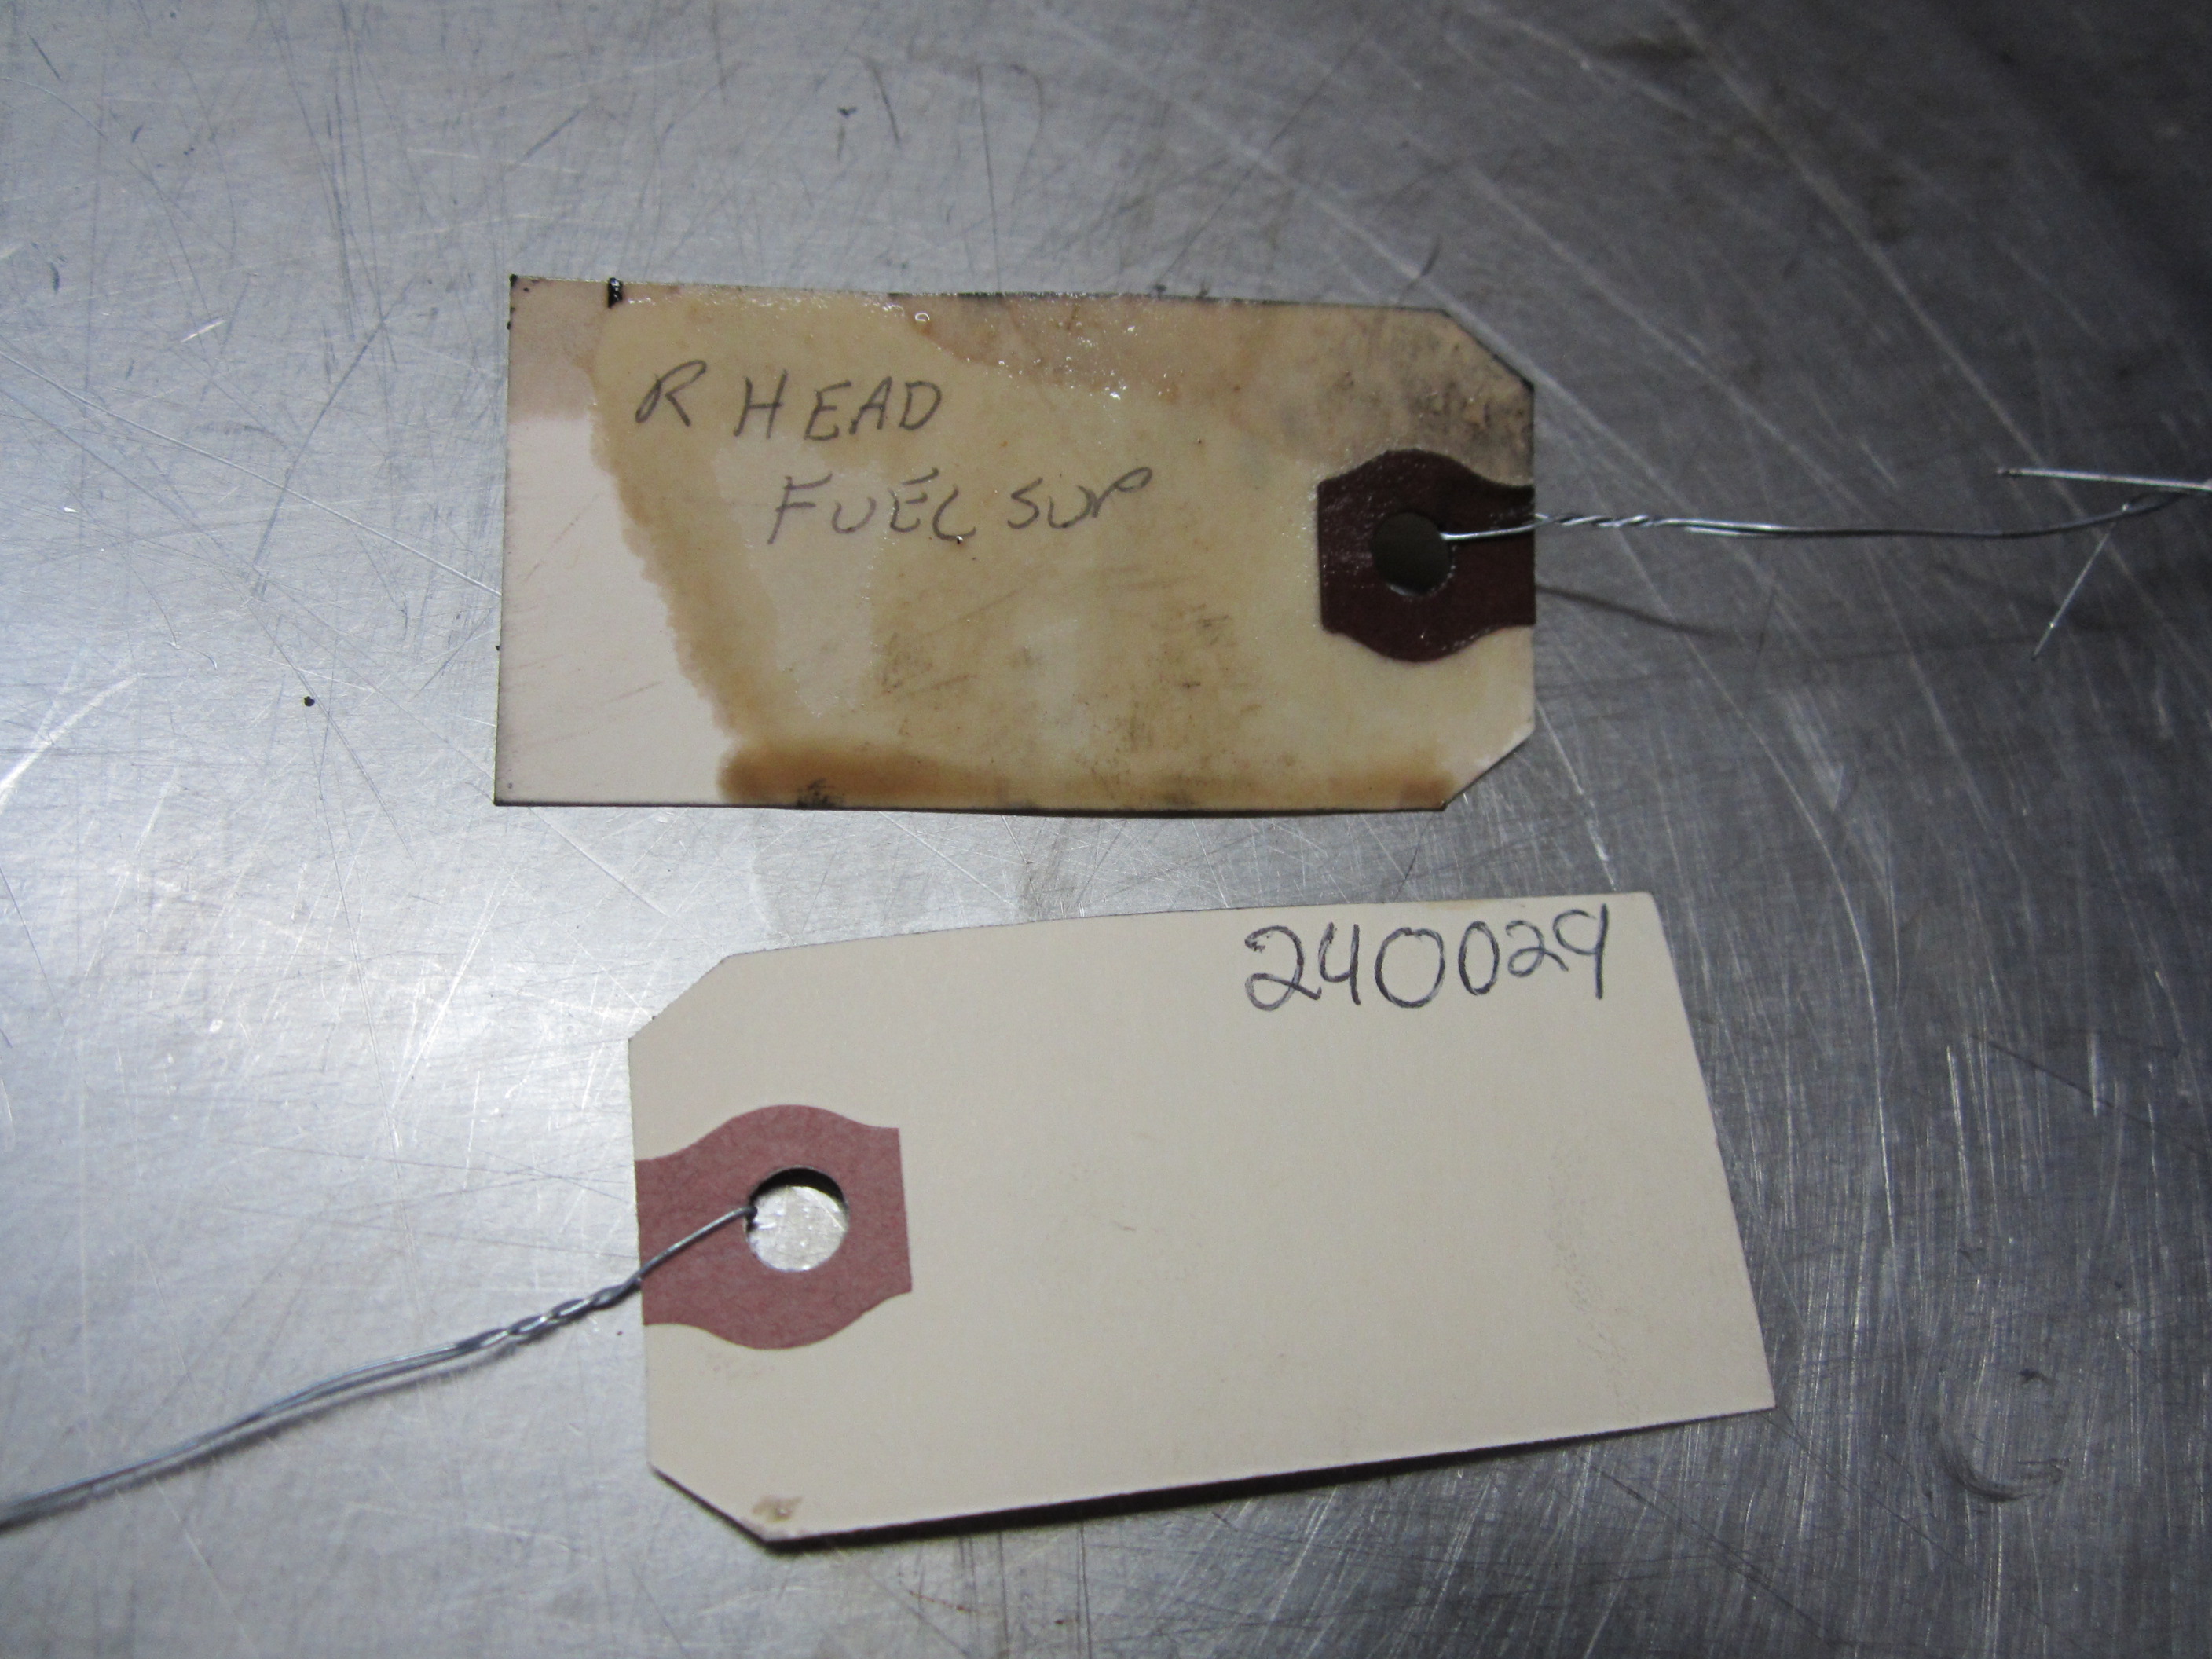 R HEAD
FUEL SUP
240029